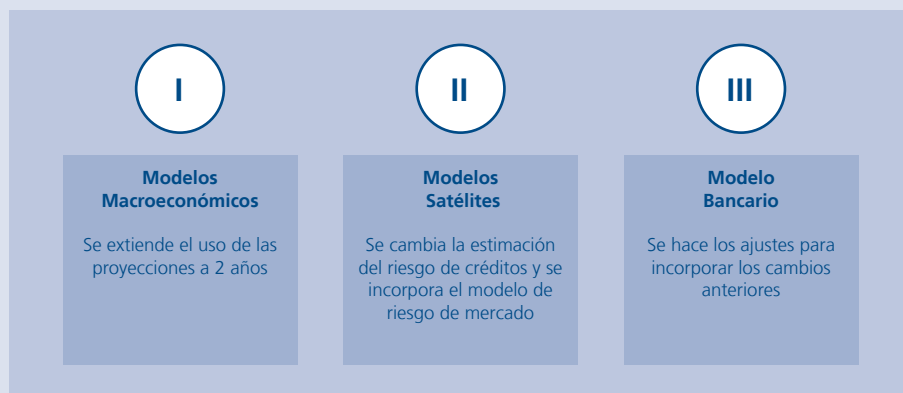 I
Modelos
Macroeconómicos
Se extiende el uso de las
proyecciones a 2 años
II
Modelos
Satélites
Se cambia la estimación
del riesgo de créditos y se
incorpora el modelo de
riesgo de mercado
III
Modelo
Bancario
Se hace los ajustes para
incorporar los cambios
anteriores